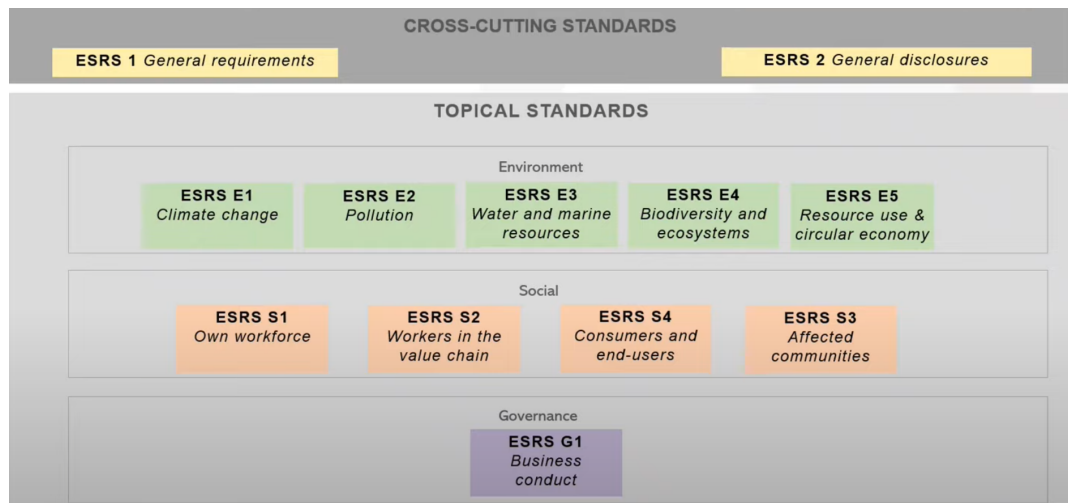 CROSS-CUTTING STANDARDS
ESRS 1 General requirements
ESRS 2 General disclosures
TOPICAL STANDARDS
Environment
ESRS E1
Climate change
ESRS E2
Pollution
ESRS E3
Water and marine
resources
ESRS E4
Biodiversity and
ecosystems
ESRS E5
Resource use &
circular economy
Social
ESRS S1
Own workforce
ESRS S2
Workers in the
value chain
ESRS S4
Consumers and
end-users
ESRS S3
Affected
communities
Governance
ESRS G1
Business
conduct